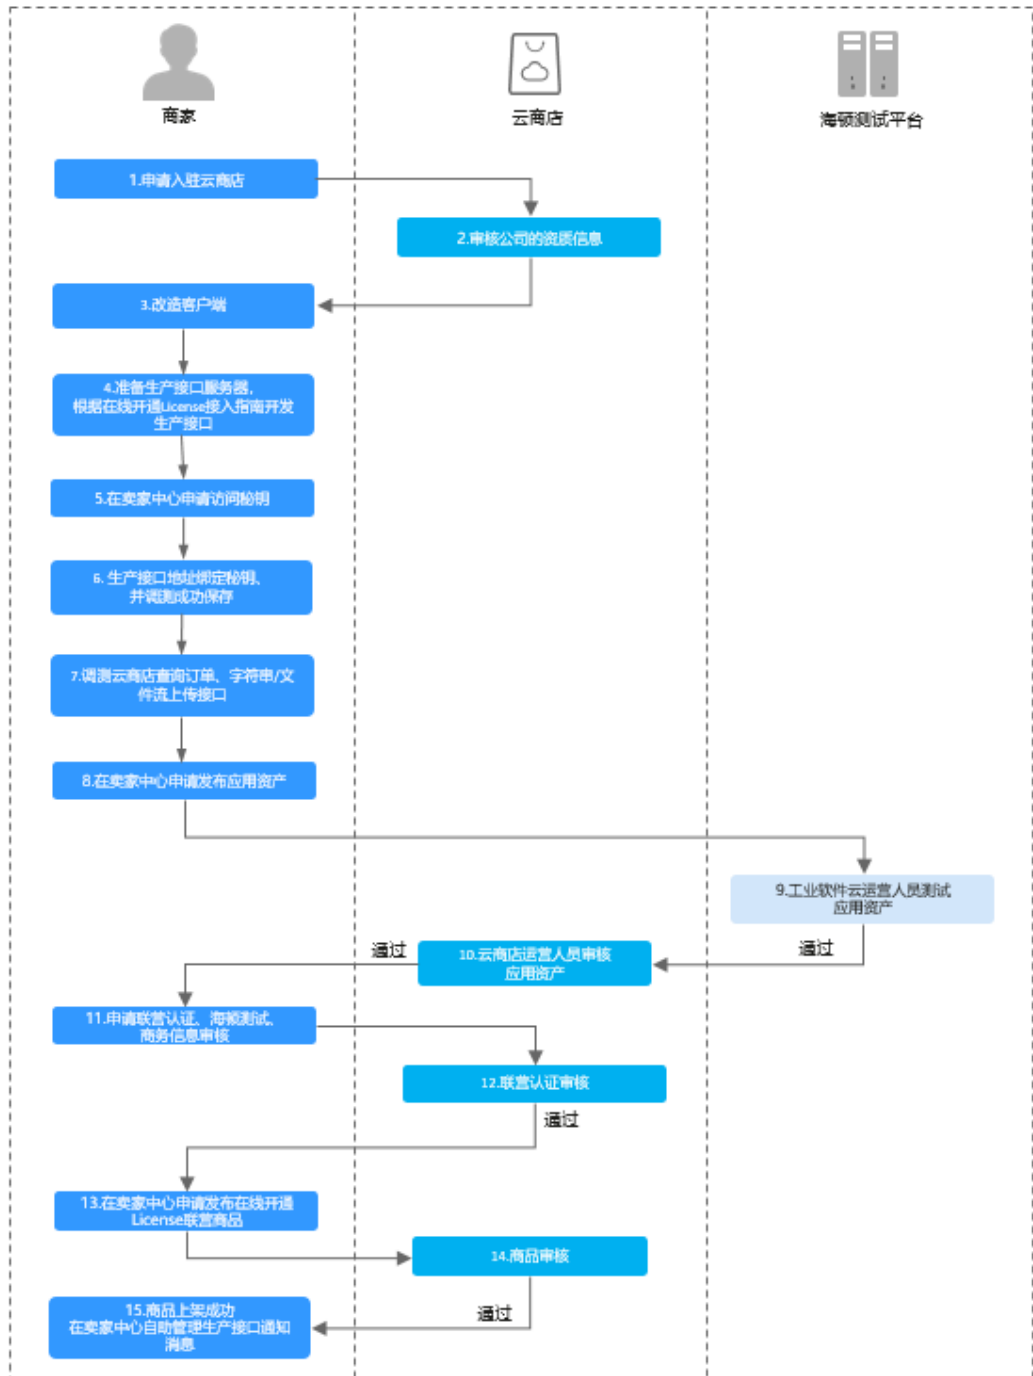 商家
云商店
海顿测试平台
1.申请入驻云商店
2.审核公司的资质信息
3.改造客户端
4.准备生产接口服务器，
根据在线开通License接入指南开发
生产接口
5.在卖家中心申请访问秘钥
6. 生产接口地址绑定秘钥、
并调测成功保存
7.调测云商店查询订单、字符串/文
件流上传接口
8.在卖家中心申请发布应用资产
9.工业软件云运营人员测试
应用资产
通过
10.云商店运营人员审核
应用资产
通过
11.申请联营认证、海顿测试、
商务信息审核
12.联营认证审核
通过
13.在卖家中心申请发布在线开通
License联营商品
14.商品审核
通过
15.商品上架成功
在卖家中心自助管理生产接口通知
消息